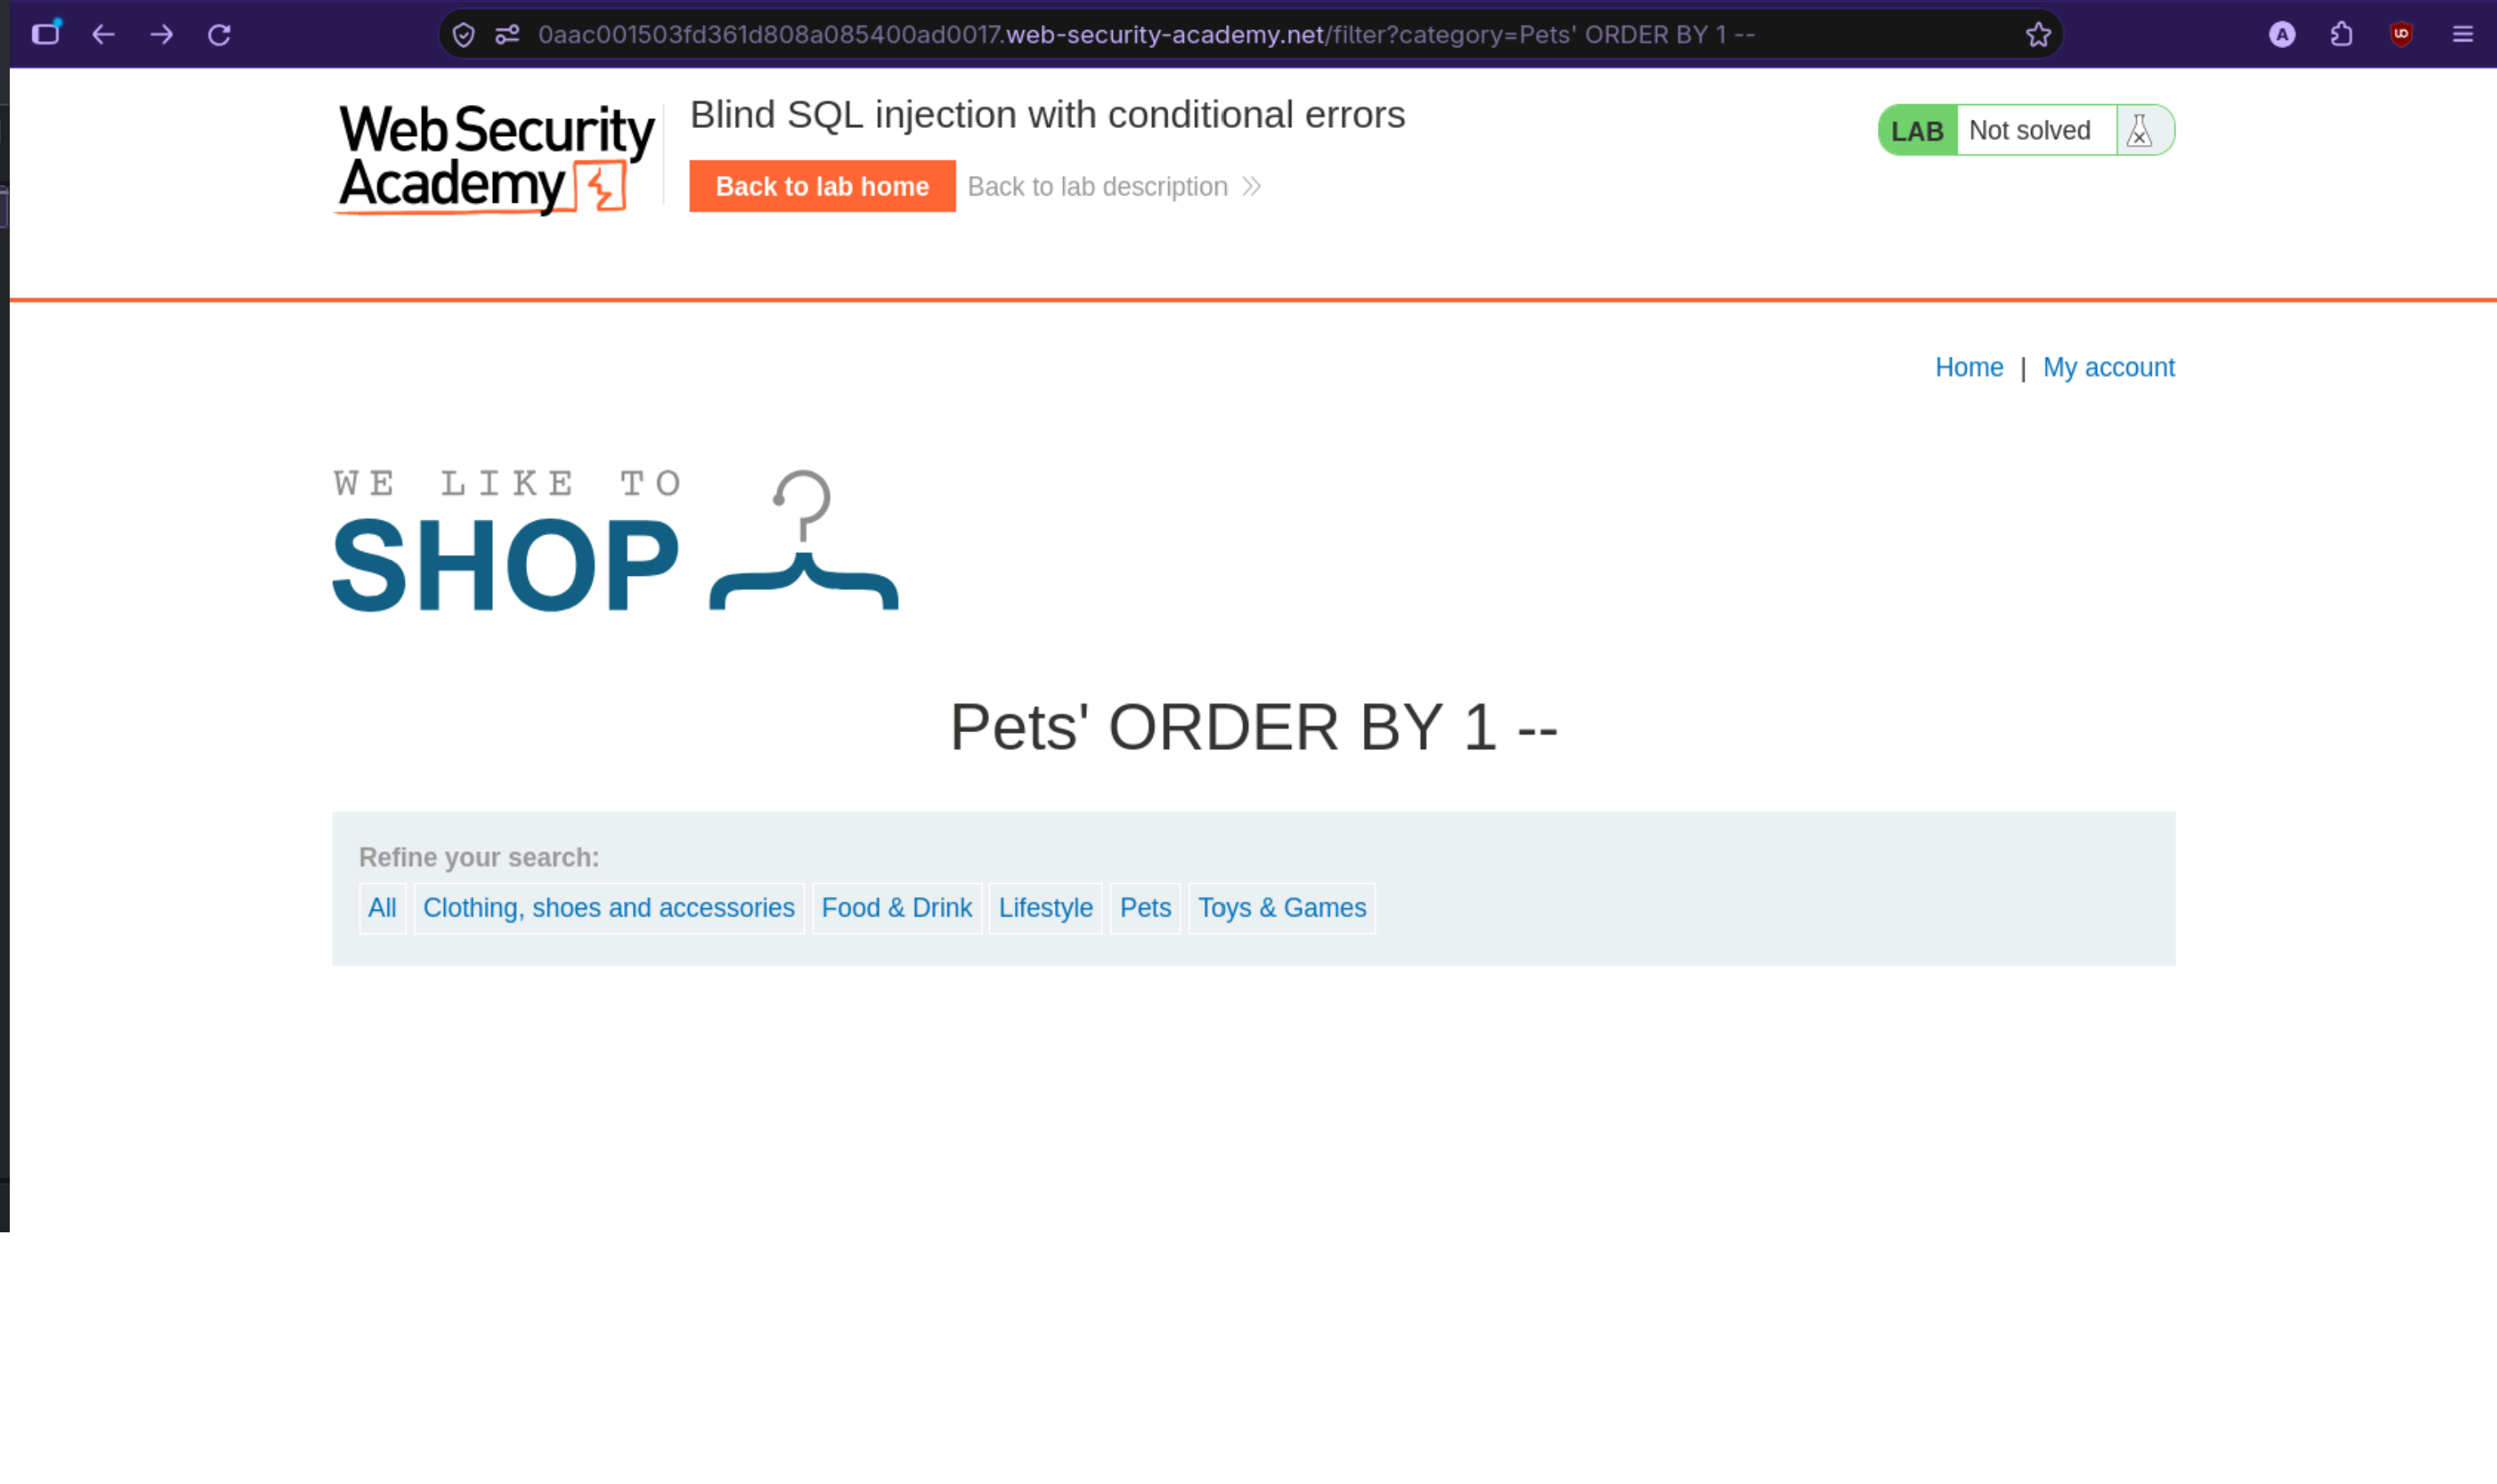 0aac001503fd361d808a085400ad0017.web-security-academy.net/filter?category=Pets' ORDER BY 1 --
A
UO
Web Security
Academy
Blind SQL injection with conditional errors
Back to lab home
Back to lab description
LAB
Not solved
Home | My account
WE LIKE TO
SHOP
Pets' ORDER BY 1 --
Refine your search:
All
Clothing, shoes and accessories
Food & Drink
Lifestyle
Pets
Toys & Games